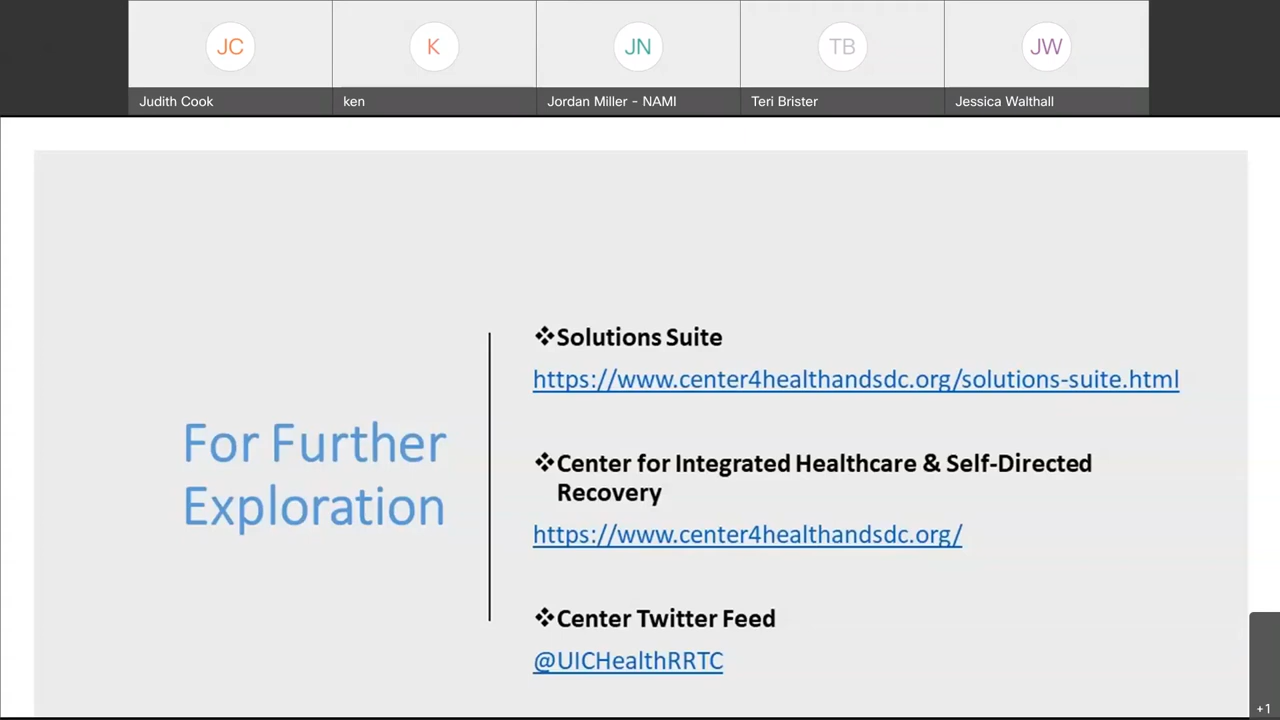 JC
K
JN
TB
JW
Judith Cook
ken
Jordan Miller - NAMI
Teri Brister
Jessica Walthall
For Further
Exploration
❖Solutions Suite
https://www.center4healthandsdc.org/solutions-suite.html
❖Center for Integrated Healthcare & Self-Directed
Recovery
https://www.center4healthandsdc.org/
❖Center Twitter Feed
@UICHealthRRTC
+1